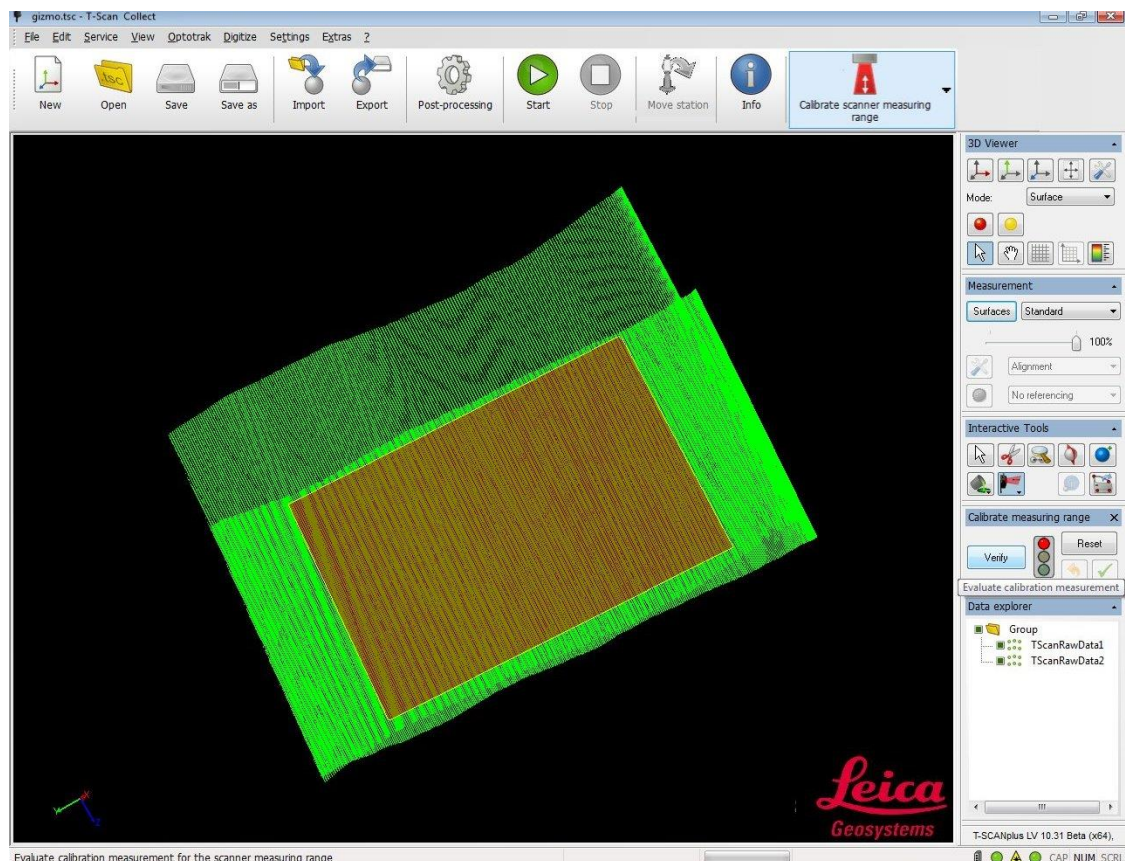 gizmo.tsc - T-Scan Collect
File Edit Service View Optotrak Digitize Settings Extras ?
New Open Save Save as Import Export Post-processing Start Stop Move station Info Calibrate scanner measuring
range
.tsc
3D Viewer
Mode: Surface
Measurement
Surfaces Standard
100%
Alignment
No referencing
Interactive Tools
Calibrate measuring range X
Verify Reset
Evaluate calibration measurement
Data explorer
Group
TScanRawData1
TScanRawData2
X
Y
Z
Leica
Geosystems
T-SCANplus LV 10.31 Beta (x64),
Evaluate calibration measurement for the scanner measuring range
CAP NUM SCRL